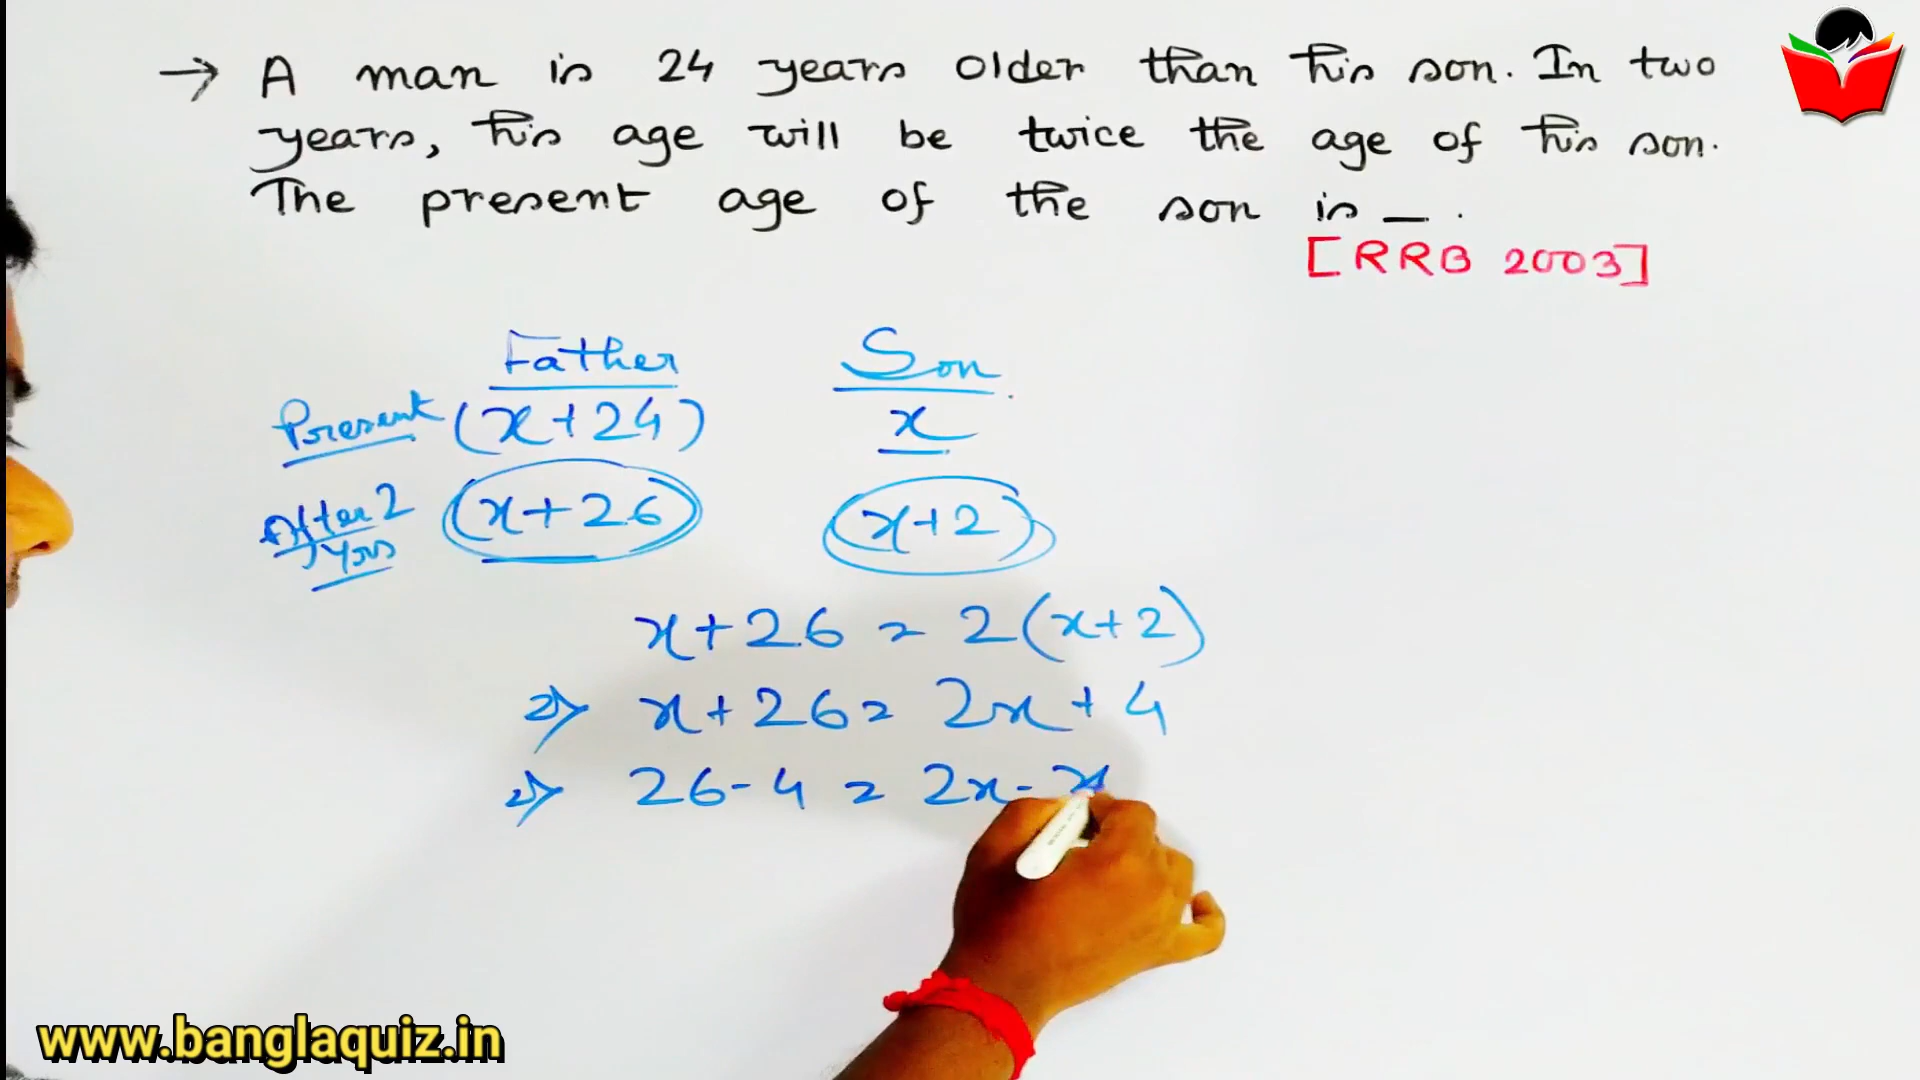 → A man is 24 years older than his son. In two
years, his age will be twice the age of his son.
The present age of the son is _ .
[RRB 2003]
Father Son
Present (x+24) x
After 2 yrs (x+26) (x+2)
x+26 = 2(x+2)
⇒ x+26 = 2x+4
⇒ 26-4 = 2x-x
www.banglaquiz.in